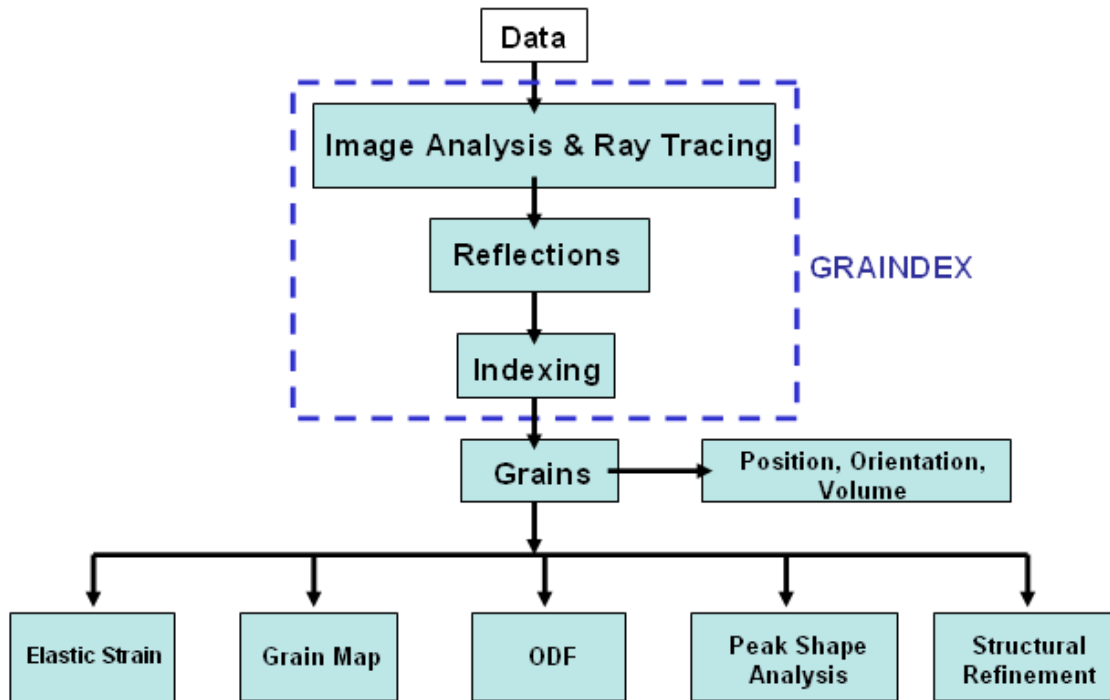 Data
Image Analysis & Ray Tracing
Reflections
GRAINDEX
Indexing
Grains
Position, Orientation,
Volume
Elastic Strain
Grain Map
ODF
Peak Shape
Analysis
Structural
Refinement